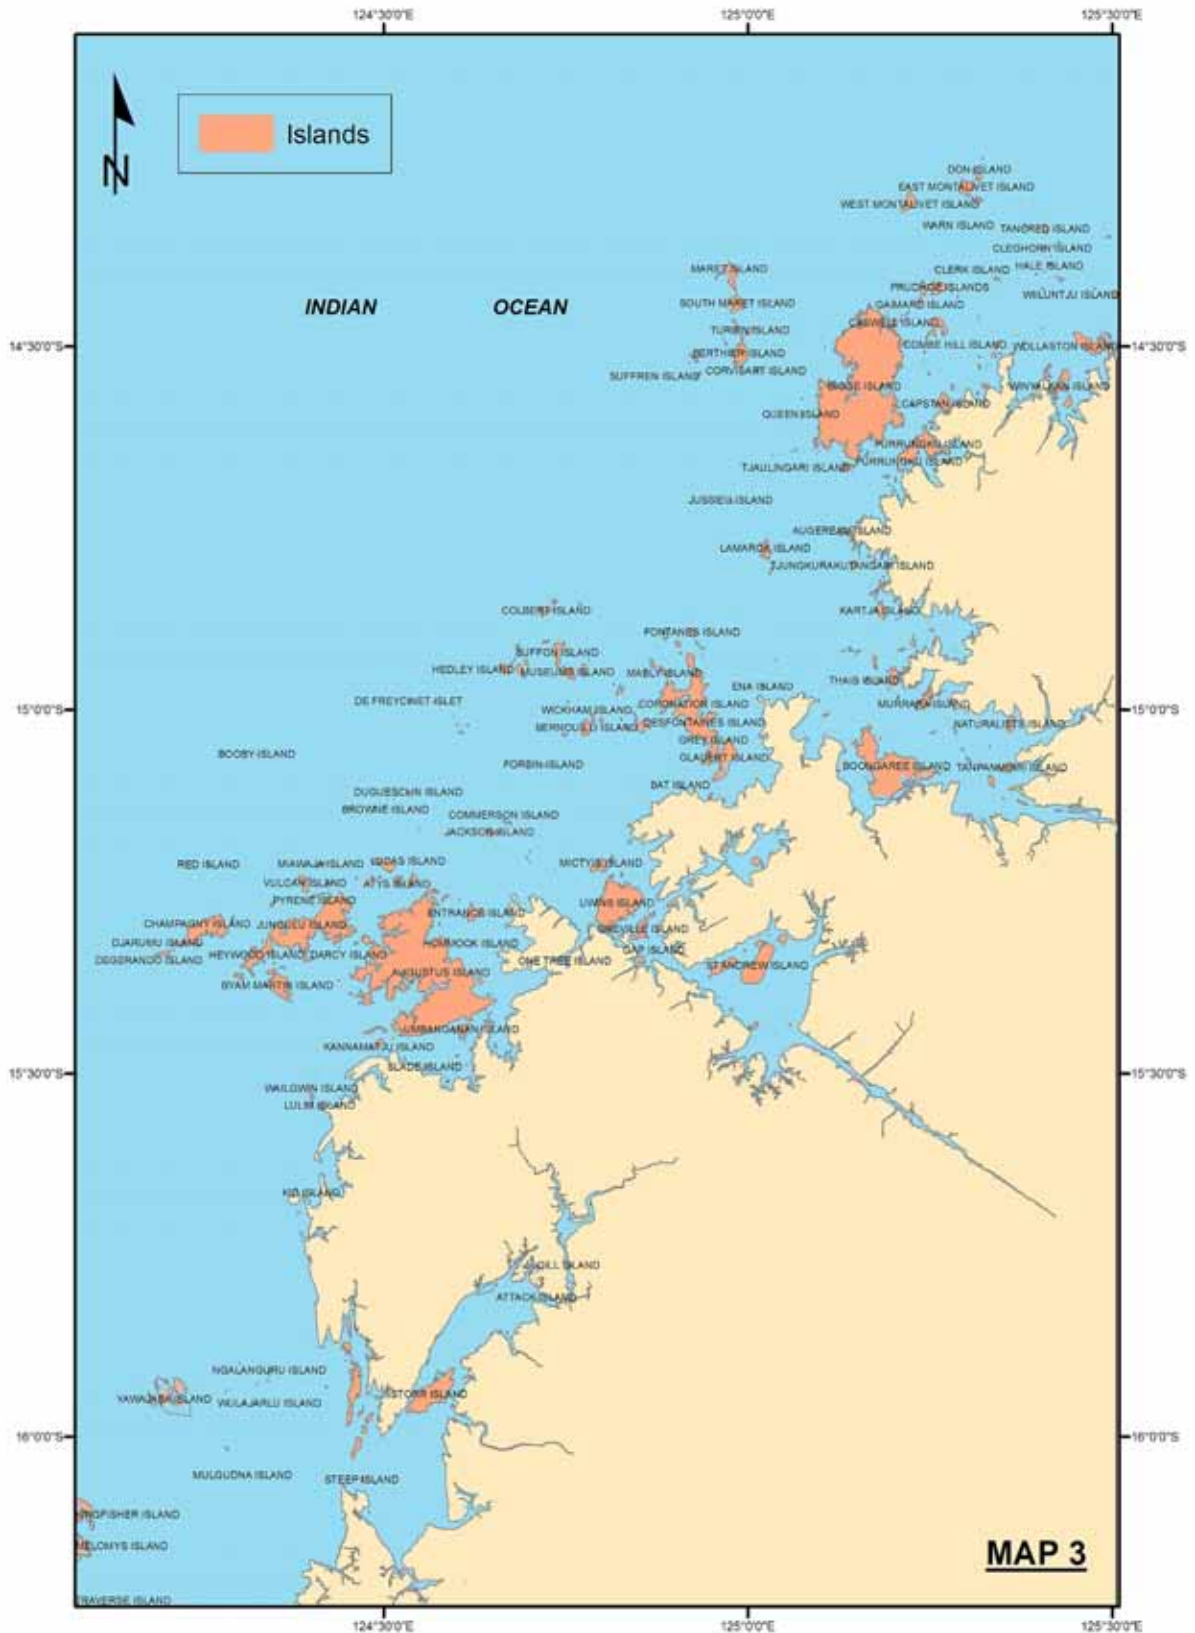 124°30'0"E
125°0'0"E
125°30'0"E
N
Islands
DON ISLAND
EAST MONTALIVET ISLAND
WEST MONTALIVET ISLAND
WARN ISLAND
TANCRED ISLAND
CLEGHORN ISLAND
MARET ISLAND
CLERK ISLAND
HALE ISLAND
PRUDHOE ISLANDS
WIILUNTJU ISLAND
INDIAN OCEAN
SOUTH MARET ISLAND
GAIMARD ISLAND
TURBIN ISLAND
CASWELL ISLAND
14°30'0"S
BERTHIER ISLAND
COMBE HILL ISLAND
WOLLASTON ISLAND
14°30'0"S
SUFFREN ISLAND
CORVISART ISLAND
BIGGE ISLAND
WINYALKAN ISLAND
QUEEN ISLAND
CAPSTAN ISLAND
PURRUNGKU ISLAND
TJAULINGARI ISLAND
PURRUNGKU ISLAND
JUSSIEU ISLAND
AUGEREAU ISLAND
LAMARCK ISLAND
TJUNGKURAKUTANGARI ISLAND
COLBERT ISLAND
KARTJA ISLAND
FONTANES ISLAND
BUFFON ISLAND
HEDLEY ISLAND
MUSEUMS ISLAND
MABLY ISLAND
THAIS ISLAND
ENA ISLAND
DE FREYCINET ISLET
WICKHAM ISLAND
CORONATION ISLAND
MURRARA ISLAND
15°0'0"S
BERNOUILLI ISLAND
DESFONTAINES ISLAND
NATURALISTS ISLAND
15°0'0"S
GREY ISLAND
BOOBY ISLAND
FORBIN ISLAND
GLAUERT ISLAND
BOONGAREE ISLAND
BAT ISLAND
DUGUESCLIN ISLAND
BROWNE ISLAND
COMMERSON ISLAND
JACKSON ISLAND
RED ISLAND
MIAWAJA ISLAND
MICTYIS ISLAND
VULCAN ISLAND
ATYS ISLAND
PYRENE ISLAND
UWINS ISLAND
CHAMPAGNY ISLAND
JUNGULU ISLAND
ENTRANCE ISLAND
GREVILLE ISLAND
DJARUMU ISLAND
HEYWOOD ISLAND
DARCY ISLAND
HUMMOCK ISLAND
GAP ISLAND
DEGERANDO ISLAND
ONE TREE ISLAND
ST ANDREW ISLAND
AUGUSTUS ISLAND
BYAM MARTIN ISLAND
UMBANGANAN ISLAND
KANNAMATJU ISLAND
15°30'0"S
SLADE ISLAND
15°30'0"S
WAILGWIN ISLAND
LULIM ISLAND
KID ISLAND
GILL ISLAND
ATTACK ISLAND
NGALANGURU ISLAND
YAWAJABA ISLAND
WULAJARLU ISLAND
STORR ISLAND
16°0'0"S
16°0'0"S
MULGUDNA ISLAND
STEEP ISLAND
NGFISHER ISLAND
MELOMYS ISLAND
MAP 3
TRAVERSE ISLAND
124°30'0"E
125°0'0"E
125°30'0"E